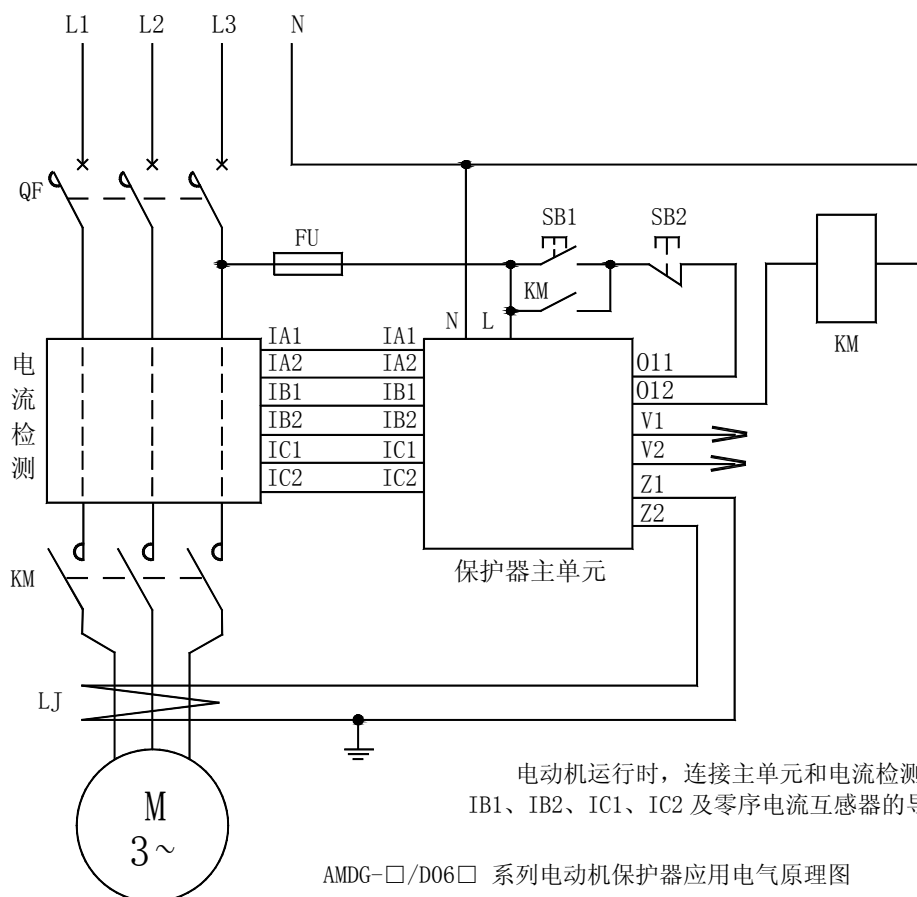 L1 L2 L3 N
QF
FU
SB1 SB2
KM
N L
KM
电流检测
IA1 IA1
IA2 IA2
IB1 IB1
IB2 IB2
IC1 IC1
IC2 IC2
O11
O12
V1
V2
Z1
Z2
保护器主单元
KM
LJ
M
3~
电动机运行时，连接主单元和电流检测
IB1、IB2、IC1、IC2 及零序电流互感器的
AMDG-□/D06□ 系列电动机保护器应用电气原理图